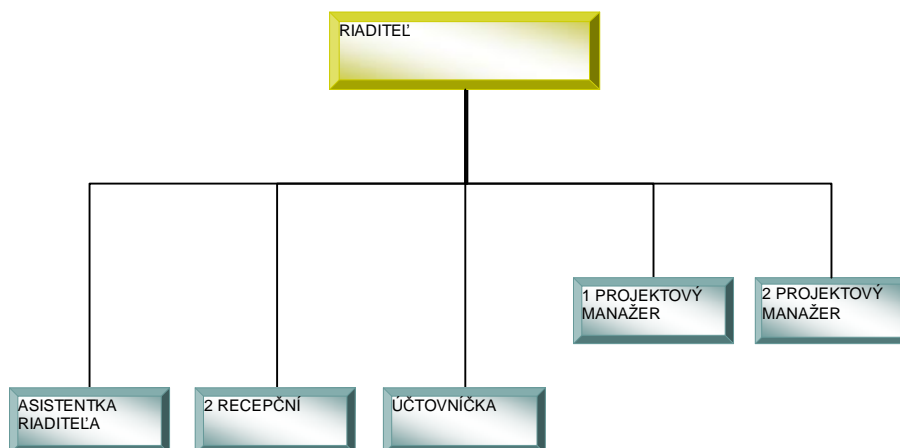 RIADITEĽ
1 PROJEKTOVÝ
MANAŽER
2 PROJEKTOVÝ
MANAŽER
ASISTENTKA
RIADITEĽA
2 RECEPČNÍ
ÚČTOVNÍČKA